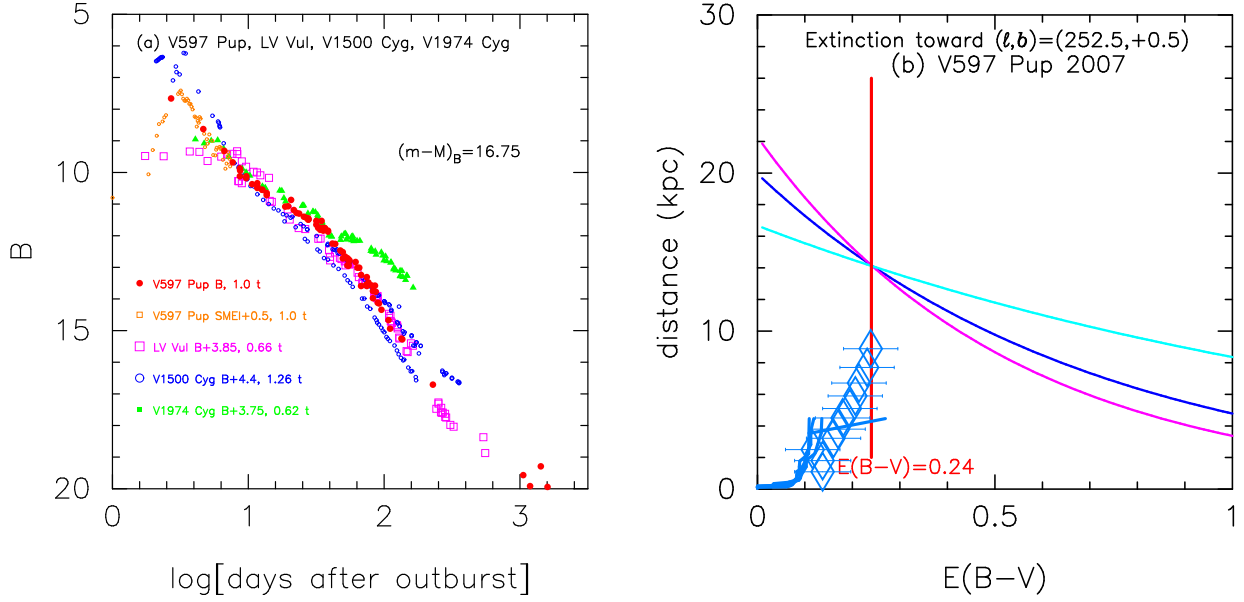 (a) V597 Pup, LV Vul, V1500 Cyg, V1974 Cyg
(m−M)B=16.75
V597 Pup B, 1.0 t
V597 Pup SMEI+0.5, 1.0 t
LV Vul B+3.85, 0.66 t
V1500 Cyg B+4.4, 1.26 t
V1974 Cyg B+3.75, 0.62 t
5
10
15
20
B
0
1
2
3
log[days after outburst]
Extinction toward (ℓ,b)=(252.5,+0.5)
(b) V597 Pup 2007
E(B−V)=0.24
30
20
10
0
distance (kpc)
0
0.5
1
E(B−V)